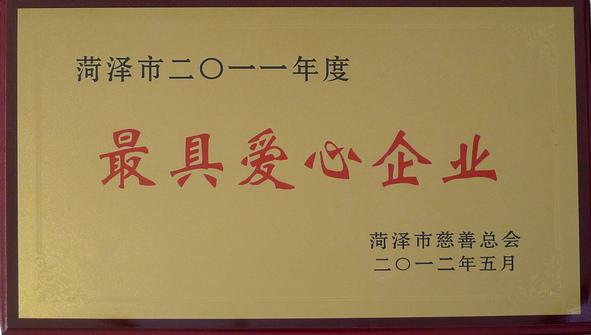 菏泽市二〇一一年度
最具爱心企业
菏泽市慈善总会
二〇一二年五月